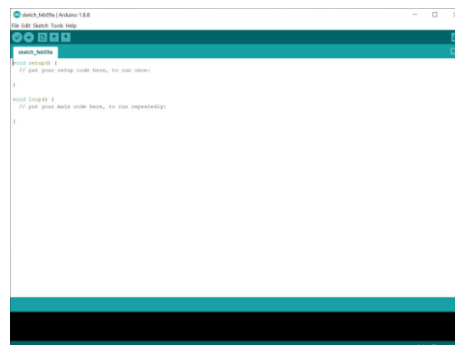 sketch_feb09a | Arduino 1.8.8
File Edit Sketch Tools Help
sketch_feb09a
void setup() {
  // put your setup code here, to run once:
}
void loop() {
  // put your main code here, to run repeatedly:
}